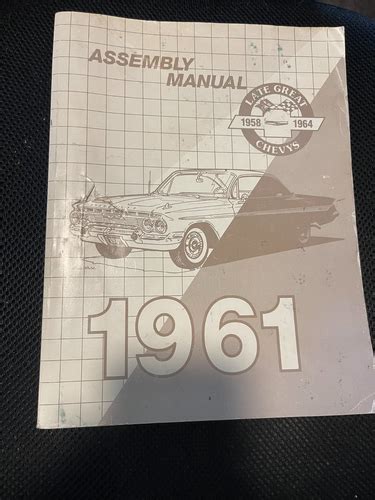 ASSEMBLY
MANUAL
LATE GREAT
1958 1964
CHEVYS
1961